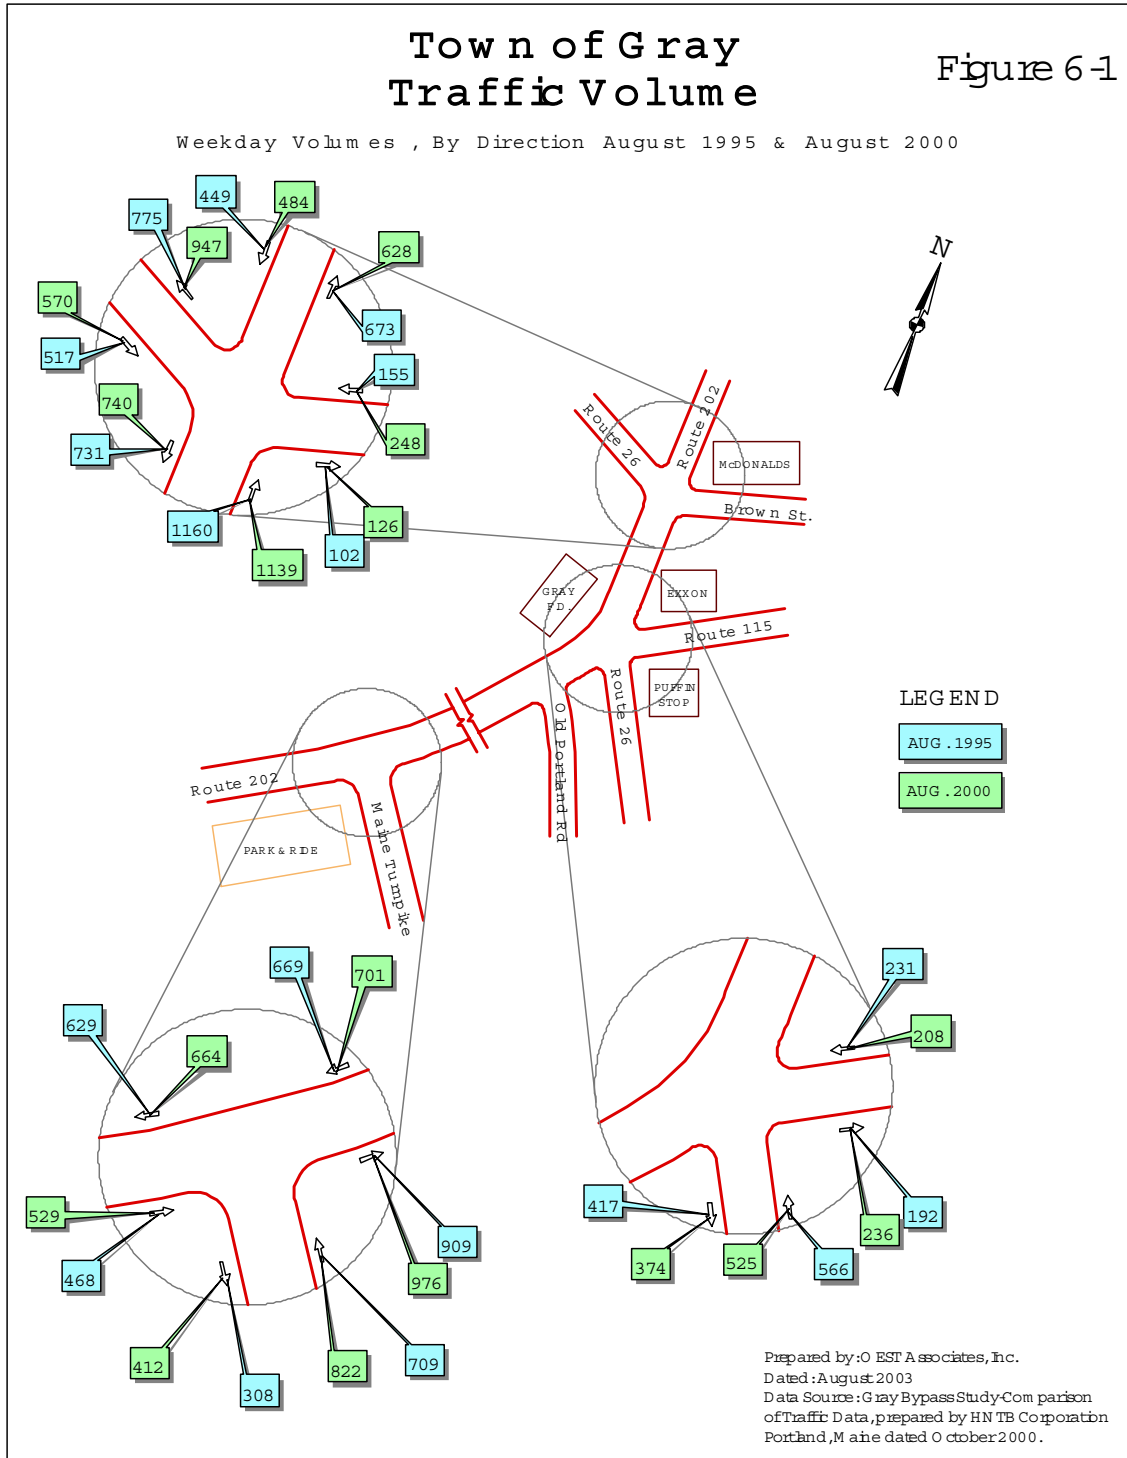 Town of Gray
Traffic Volume
Figure 6-1
Weekday Volumes , By Direction August 1995 & August 2000
449
484
775
947
628
570
673
517
155
740
248
731
1160
126
102
1139
N
Route 26
Route 202
McDONALDS
Brown St.
GRAY
F.D.
EXXON
Route 115
PUFFIN
STOP
Route 26
Old Portland Rd
Route 202
PARK & RIDE
Maine Turnpike
LEGEND
AUG. 1995
AUG. 2000
669
701
629
664
529
468
909
976
412
308
822
709
231
208
417
374
525
566
236
192
Prepared by: OEST Associates, Inc.
Dated: August 2003
Data Source: Gray Bypass Study-Comparison
of Traffic Data, prepared by HNTB Corporation
Portland, Maine dated October 2000.